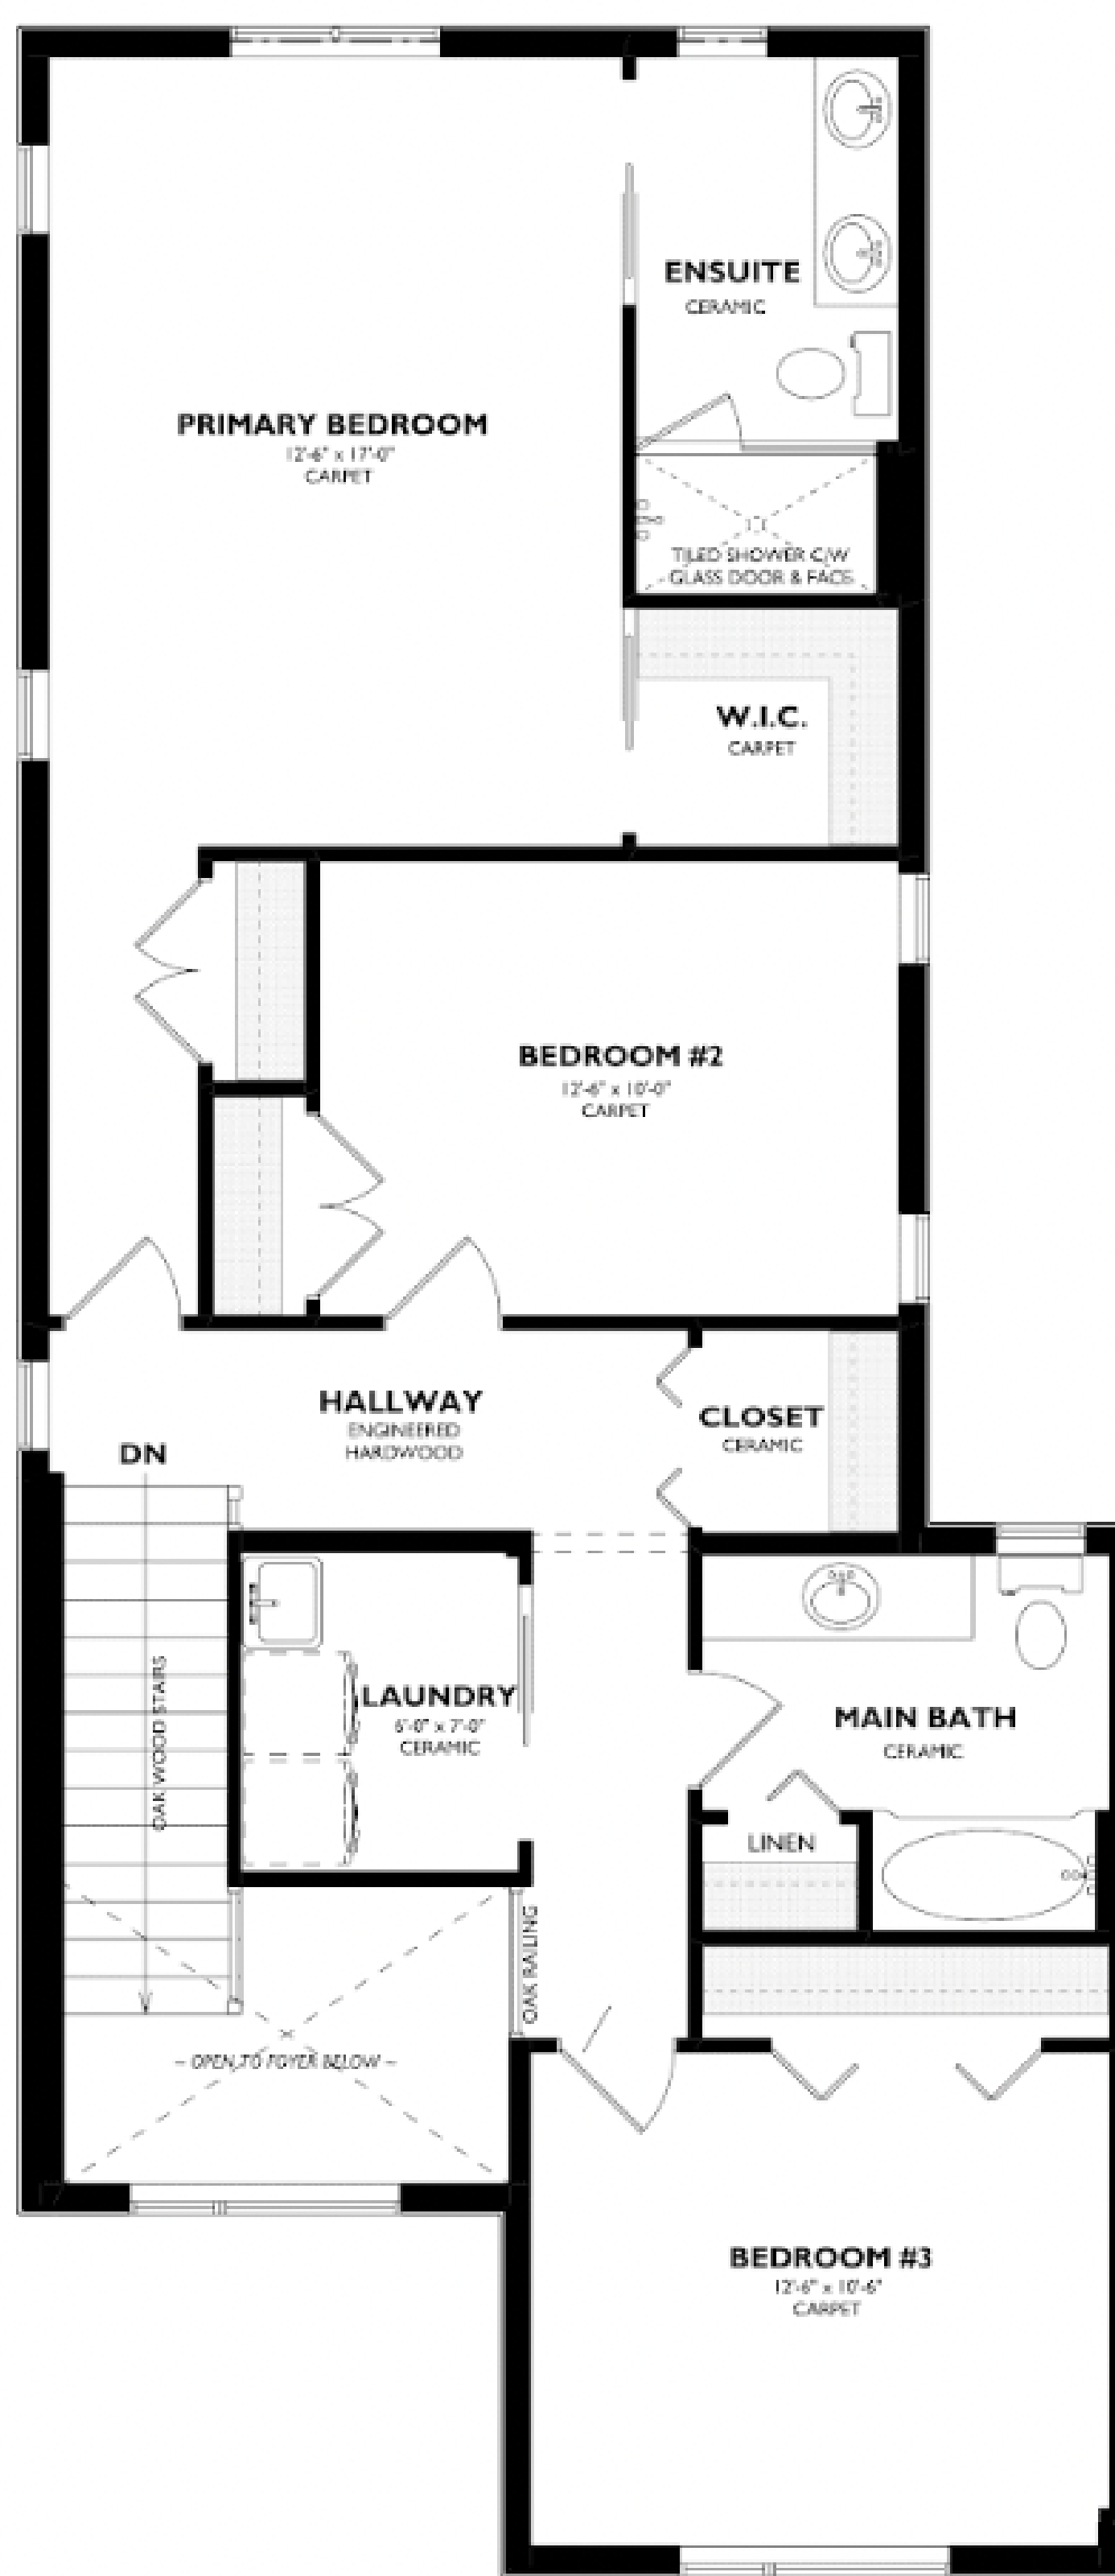 ENSUITE
CERAMIC
PRIMARY BEDROOM
12'-6" x 17'-0"
CARPET
TILED SHOWER C/W
GLASS DOOR & FACE
W.I.C.
CARPET
BEDROOM #2
12'-6" x 10'-0"
CARPET
HALLWAY
ENGINEERED
HARDWOOD
CLOSET
CERAMIC
DN
OAK WOOD STAIRS
LAUNDRY
6'-0" x 7'-0"
CERAMIC
MAIN BATH
CERAMIC
LINEN
OAK RAILING
– OPEN TO FOYER BELOW –
BEDROOM #3
12'-6" x 10'-6"
CARPET